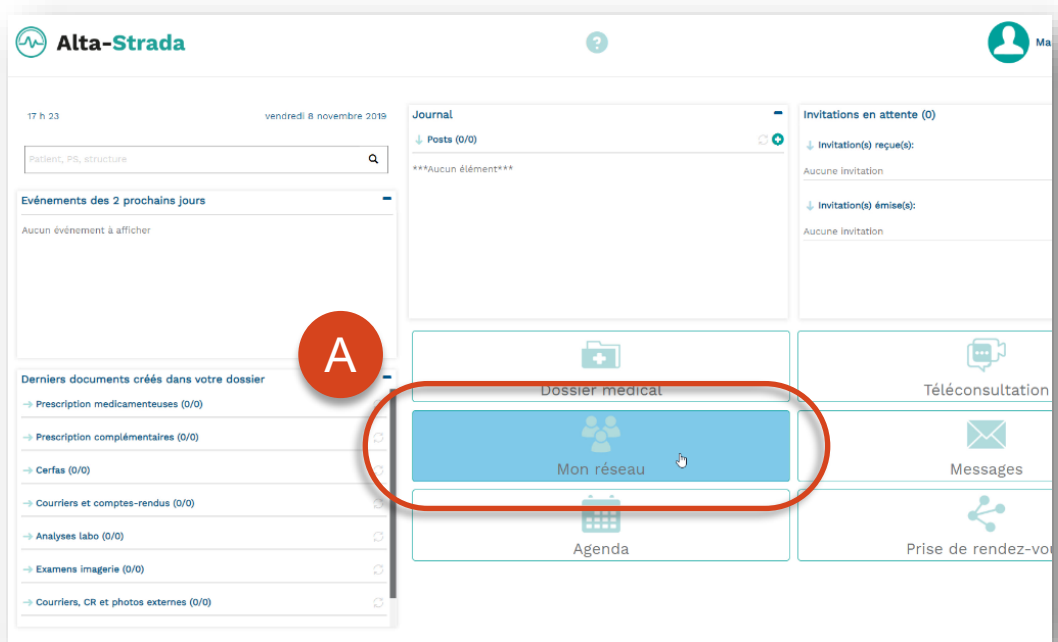 Alta-Strada
?
Ma
17 h 23
vendredi 8 novembre 2019
Patient, PS, structure
Evénements des 2 prochains jours
Aucun évènement à afficher
Derniers documents créés dans votre dossier
Prescription medicamenteuses (0/0)
Prescription complémentaires (0/0)
Cerfas (0/0)
Courriers et comptes-rendus (0/0)
Analyses labo (0/0)
Examens imagerie (0/0)
Courriers, CR et photos externes (0/0)
Journal
Posts (0/0)
***Aucun élément***
Invitations en attente (0)
Invitation(s) reçue(s):
Aucune invitation
Invitation(s) émise(s):
Aucune invitation
A
Dossier médical
Téléconsultation
Mon réseau
Messages
Agenda
Prise de rendez-vou